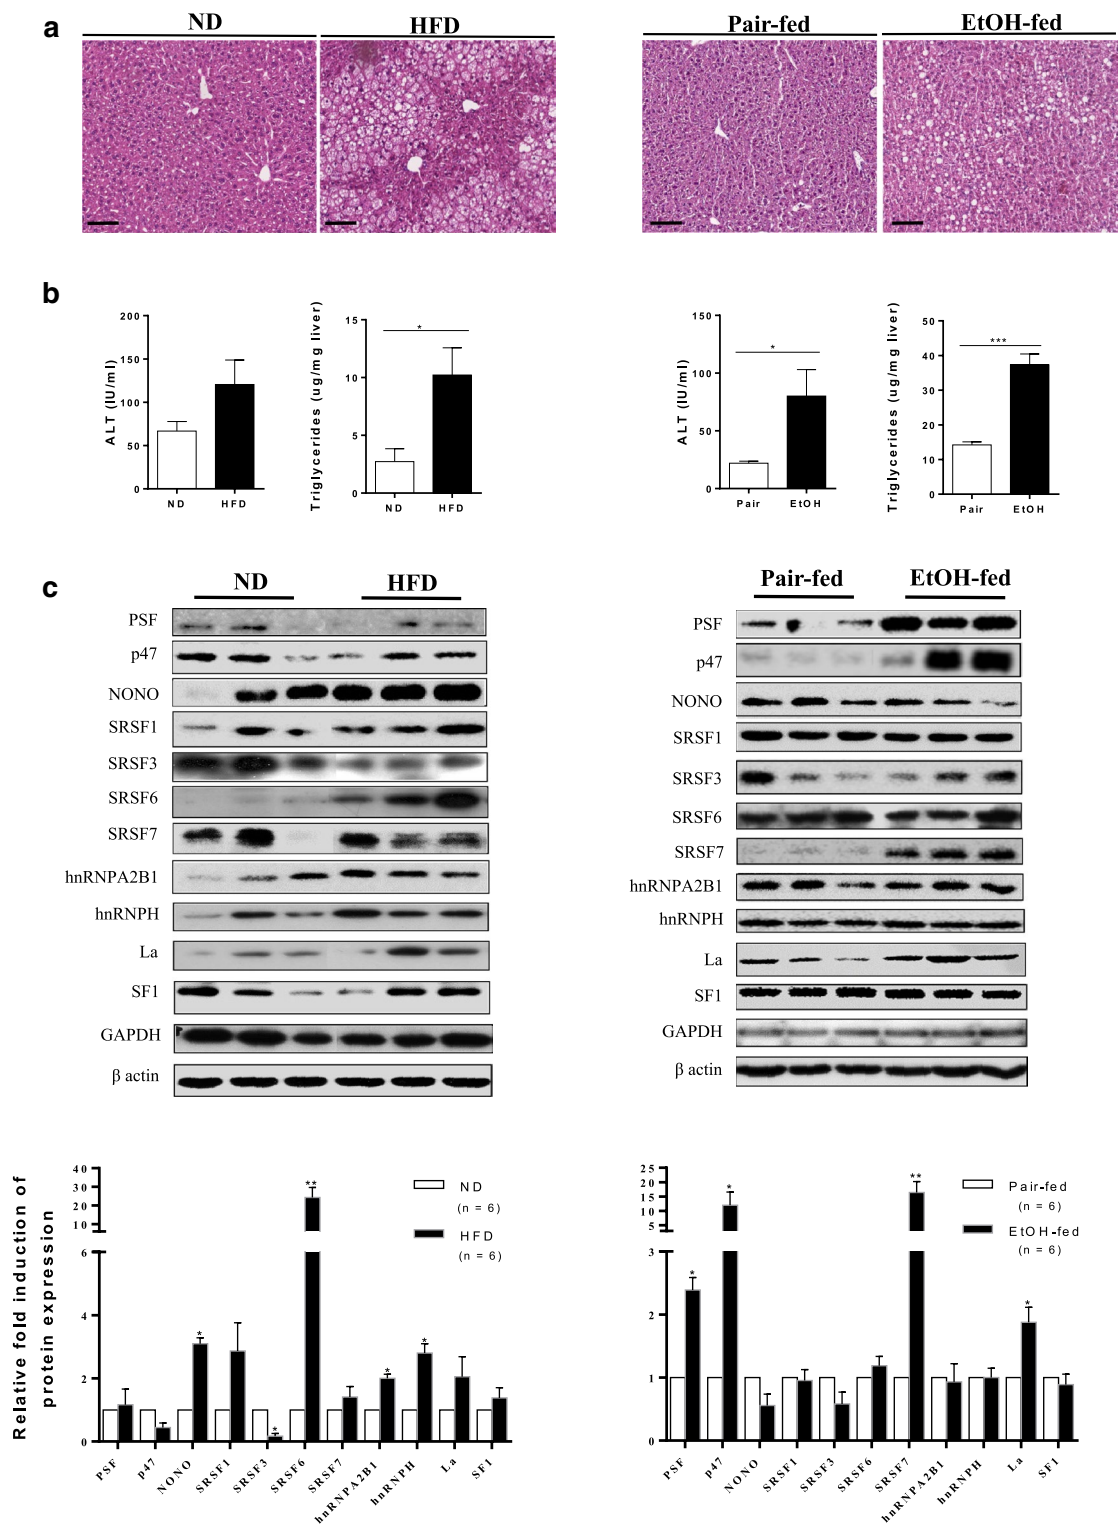 a
ND
HFD
Pair-fed
EtOH-fed
b
ALT (IU/ml)
200
150
100
50
0
ND
HFD
Triglycerides (ug/mg liver)
15
10
5
0
*
ND
HFD
ALT (IU/ml)
150
100
50
0
*
Pair
EtOH
Triglycerides (ug/mg liver)
50
40
30
20
10
0
***
Pair
EtOH
c
ND
HFD
PSF
p47
NONO
SRSF1
SRSF3
SRSF6
SRSF7
hnRNPA2B1
hnRNPH
La
SF1
GAPDH
β actin
Pair-fed
EtOH-fed
PSF
p47
NONO
SRSF1
SRSF3
SRSF6
SRSF7
hnRNPA2B1
hnRNPH
La
SF1
GAPDH
β actin
Relative fold induction of
protein expression
40
30
20
10
6
4
2
0
*
*
**
*
*
ND
(n = 6)
HFD
(n = 6)
PSF
p47
NONO
SRSF1
SRSF3
SRSF6
SRSF7
hnRNPA2B1
hnRNPH
La
SF1
25
20
15
10
5
3
2
1
0
*
*
**
*
Pair-fed
(n = 6)
EtOH-fed
(n = 6)
PSF
p47
NONO
SRSF1
SRSF3
SRSF6
SRSF7
hnRNPA2B1
hnRNPH
La
SF1